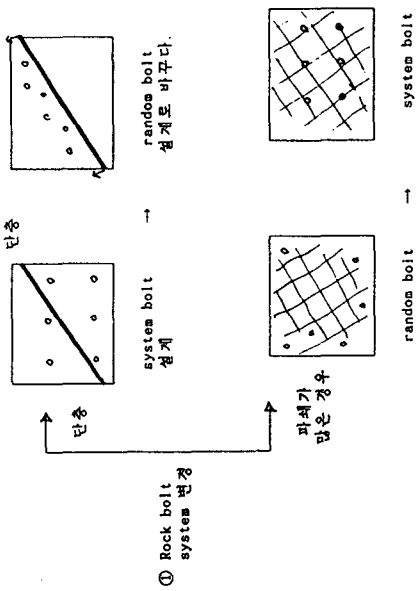 ① Rock bolt
system 변경
단층
단층
system bolt
설계
→
random bolt
설계로 바꾸다.
파쇄가
많은 경우
random bolt
→
system bolt